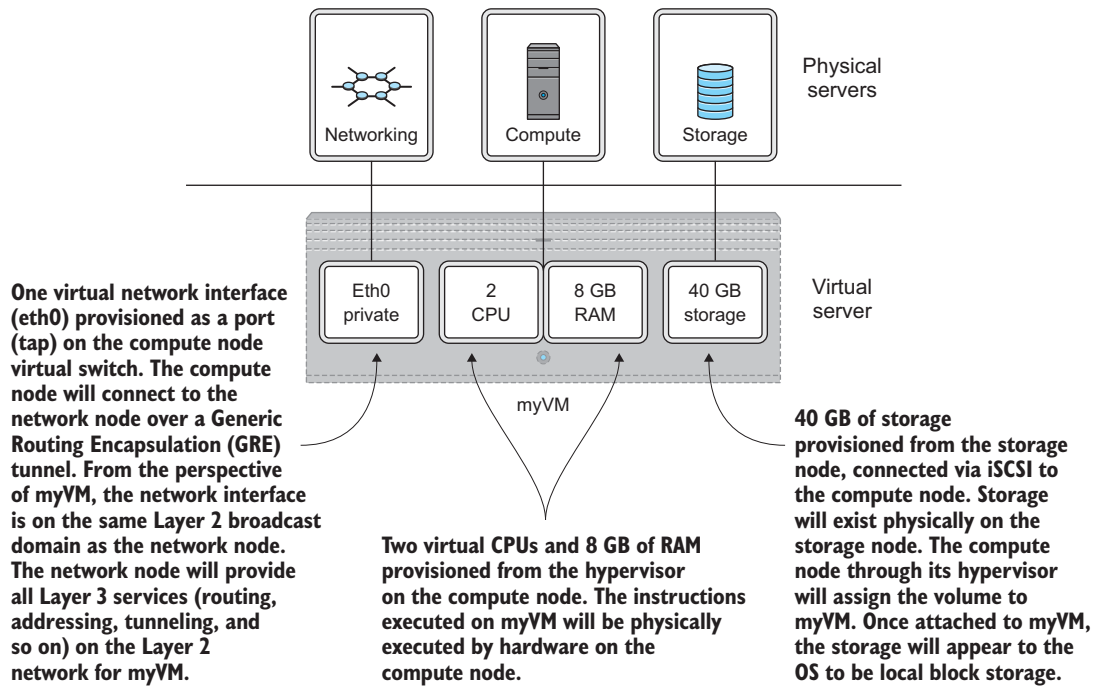 Networking
Compute
Storage
Physical
servers
Eth0
private
2
CPU
8 GB
RAM
40 GB
storage
Virtual
server
myVM
One virtual network interface
(eth0) provisioned as a port
(tap) on the compute node
virtual switch. The compute
node will connect to the
network node over a Generic
Routing Encapsulation (GRE)
tunnel. From the perspective
of myVM, the network interface
is on the same Layer 2 broadcast
domain as the network node.
The network node will provide
all Layer 3 services (routing,
addressing, tunneling, and
so on) on the Layer 2
network for myVM.
Two virtual CPUs and 8 GB of RAM
provisioned from the hypervisor
on the compute node. The instructions
executed on myVM will be physically
executed by hardware on the
compute node.
40 GB of storage
provisioned from the storage
node, connected via iSCSI to
the compute node. Storage
will exist physically on the
storage node. The compute
node through its hypervisor
will assign the volume to
myVM. Once attached to myVM,
the storage will appear to the
OS to be local block storage.